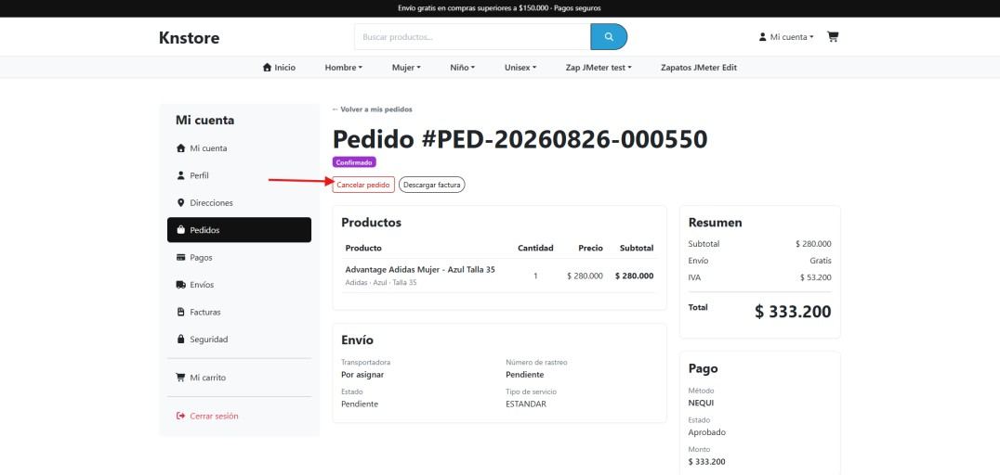 Envío gratis en compras superiores a $150.000 · Pagos seguros
Knstore
Buscar productos...
Mi cuenta
Inicio
Hombre
Mujer
Niño
Unisex
Zap JMeter test
Zapatos JMeter Edit
Mi cuenta
Mi cuenta
Perfil
Direcciones
Pedidos
Pagos
Envíos
Facturas
Seguridad
Mi carrito
Cerrar sesión
← Volver a mis pedidos
Pedido #PED-20260826-000550
Confirmado
Cancelar pedido
Descargar factura
Productos
Producto Cantidad Precio Subtotal
Advantage Adidas Mujer - Azul Talla 35 1 $ 280.000 $ 280.000
Adidas · Azul · Talla 35
Envío
Transportadora Número de rastreo
Por asignar Pendiente
Estado Tipo de servicio
Pendiente ESTANDAR
Resumen
Subtotal $ 280.000
Envío Gratis
IVA $ 53.200
Total $ 333.200
Pago
Método
NEQUI
Estado
Aprobado
Monto
$ 333.200